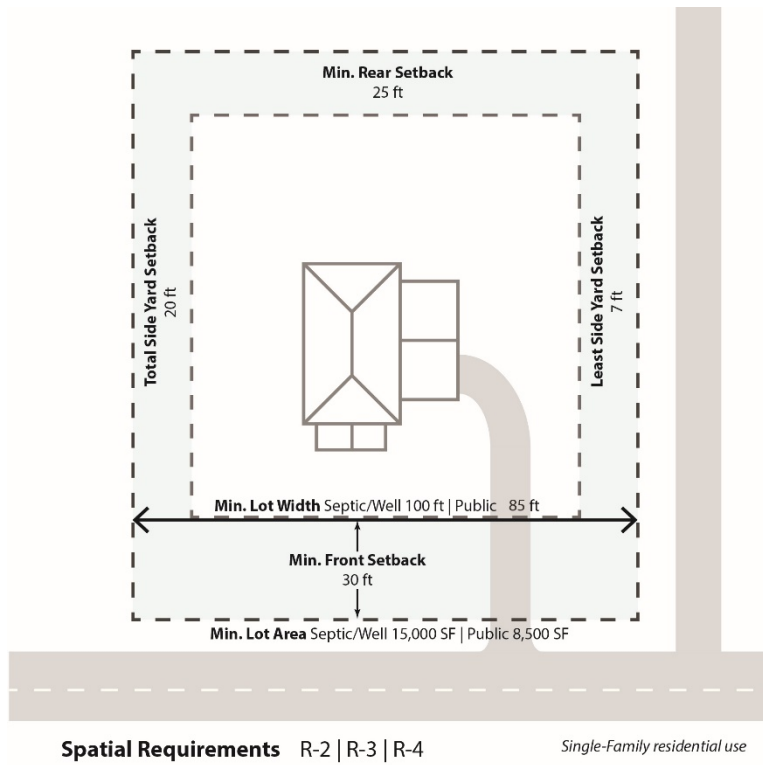 Min. Rear Setback
25 ft
Total Side Yard Setback
20 ft
Least Side Yard Setback
7 ft
Min. Lot Width Septic/Well 100 ft | Public 85 ft
Min. Front Setback
30 ft
Min. Lot Area Septic/Well 15,000 SF | Public 8,500 SF
Spatial Requirements R-2 | R-3 | R-4
Single-Family residential use